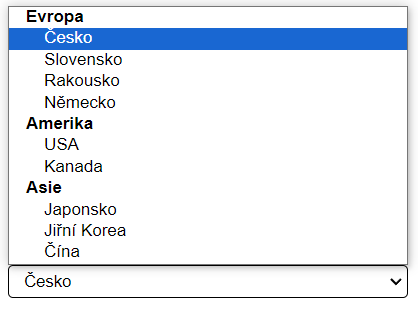 Evropa
Česko
Slovensko
Rakousko
Německo
Amerika
USA
Kanada
Asie
Japonsko
Jiřní Korea
Čína
Česko